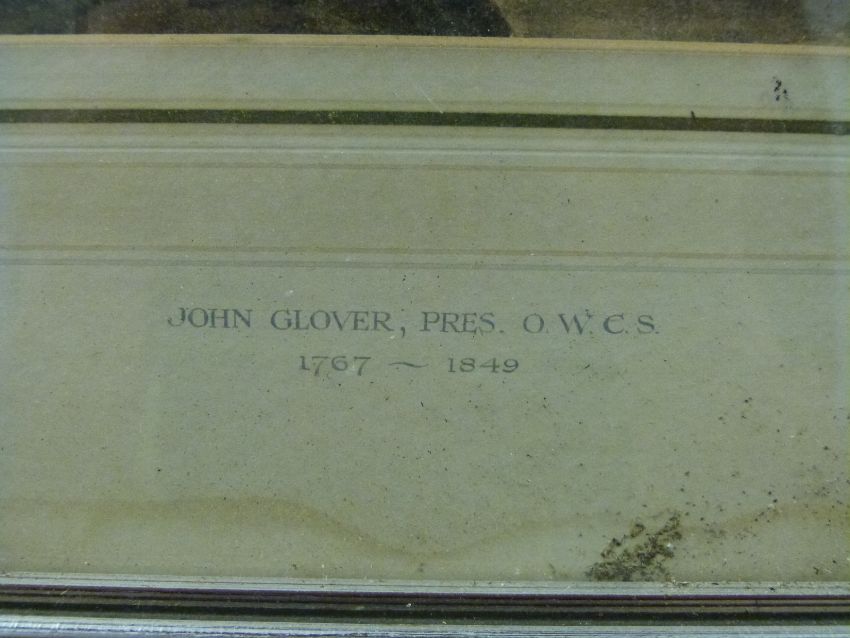 JOHN GLOVER, PRES. O.W.C.S.
1767 ~ 1849